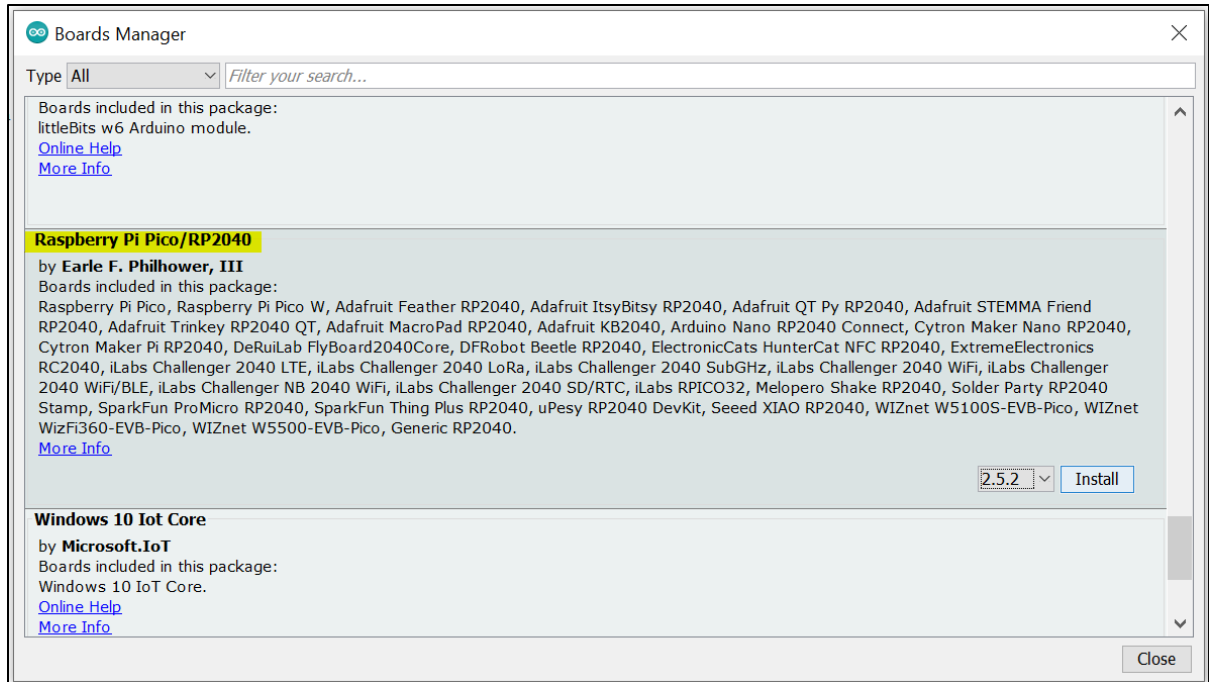 Boards Manager
Type All Filter your search...
Boards included in this package:
littleBits w6 Arduino module.
Online Help
More Info
Raspberry Pi Pico/RP2040
by Earle F. Philhower, III
Boards included in this package:
Raspberry Pi Pico, Raspberry Pi Pico W, Adafruit Feather RP2040, Adafruit ItsyBitsy RP2040, Adafruit QT Py RP2040, Adafruit STEMMA Friend
RP2040, Adafruit Trinkey RP2040 QT, Adafruit MacroPad RP2040, Adafruit KB2040, Arduino Nano RP2040 Connect, Cytron Maker Nano RP2040,
Cytron Maker Pi RP2040, DeRuiLab FlyBoard2040Core, DFRobot Beetle RP2040, ElectronicCats HunterCat NFC RP2040, ExtremeElectronics
RC2040, iLabs Challenger 2040 LTE, iLabs Challenger 2040 LoRa, iLabs Challenger 2040 SubGHz, iLabs Challenger 2040 WiFi, iLabs Challenger
2040 WiFi/BLE, iLabs Challenger NB 2040 WiFi, iLabs Challenger 2040 SD/RTC, iLabs RPICO32, Melopero Shake RP2040, Solder Party RP2040
Stamp, SparkFun ProMicro RP2040, SparkFun Thing Plus RP2040, uPesy RP2040 DevKit, Seeed XIAO RP2040, WIZnet W5100S-EVB-Pico, WIZnet
WizFi360-EVB-Pico, WIZnet W5500-EVB-Pico, Generic RP2040.
More Info
2.5.2 Install
Windows 10 Iot Core
by Microsoft.IoT
Boards included in this package:
Windows 10 IoT Core.
Online Help
More Info
Close